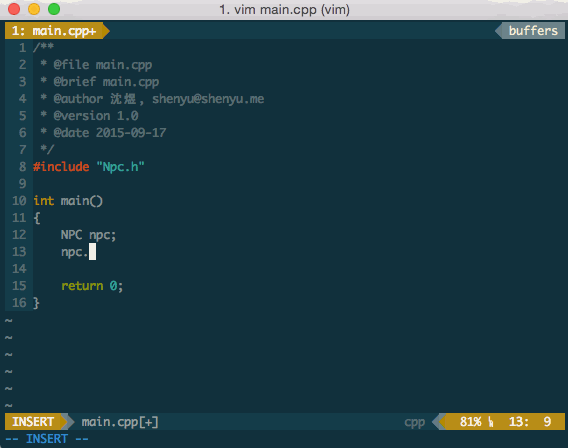 1. vim main.cpp (vim)
1: main.cpp+ buffers
1 /**
2  * @file main.cpp
3  * @brief main.cpp
4  * @author 沈煜, shenyu@shenyu.me
5  * @version 1.0
6  * @date 2015-09-17
7  */
8 #include "Npc.h"
9
10 int main()
11 {
12     NPC npc;
13     npc.
14
15     return 0;
16 }
~
~
~
~
~
~
INSERT main.cpp[+] cpp 81% 13: 9
-- INSERT --